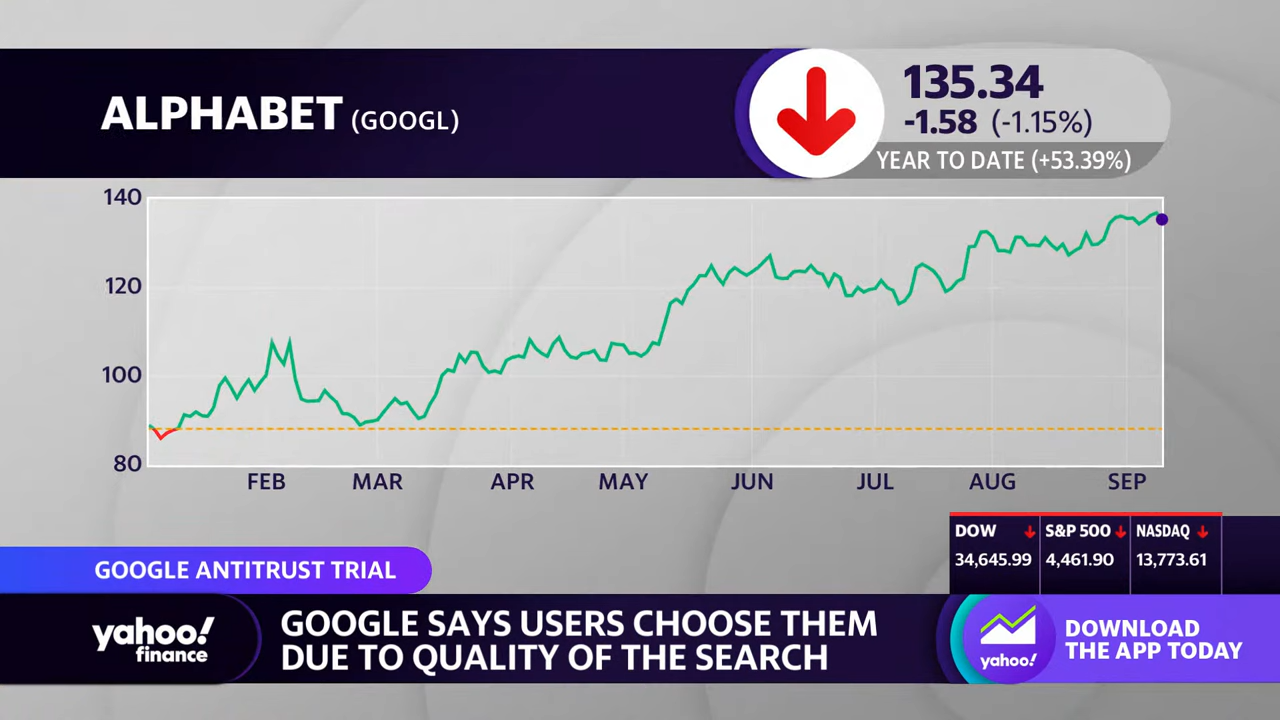 ALPHABET (GOOGL)
135.34
-1.58 (-1.15%)
YEAR TO DATE (+53.39%)
140
120
100
80
FEB MAR APR MAY JUN JUL AUG SEP
DOW S&P 500 NASDAQ
34,645.99 4,461.90 13,773.61
GOOGLE ANTITRUST TRIAL
yahoo!
finance
GOOGLE SAYS USERS CHOOSE THEM
DUE TO QUALITY OF THE SEARCH
yahoo!
DOWNLOAD
THE APP TODAY